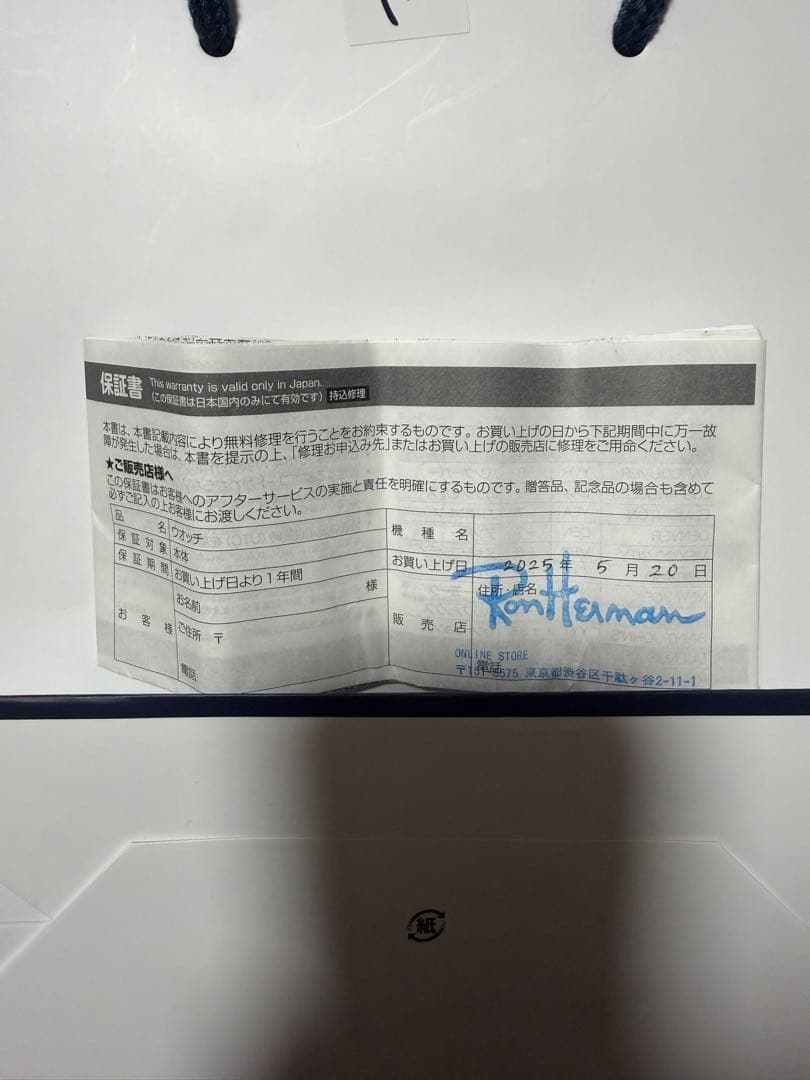 保証書 This warranty is valid only in Japan.
(この保証書は日本国内のみにて有効です) 持込修理
本書は、本書記載内容により無料修理を行うことをお約束するものです。お買い上げの日から下記期間中に万一故
障が発生した場合は、本書を提示の上、「修理お申込み先」またはお買い上げの販売店に修理をご用命ください。
★ご販売店様へ
この保証書はお客様へのアフターサービスの実施と責任を明確にするものです。贈答品、記念品の場合も含めて
必ずご記入の上お客様にお渡しください。
品名 ウオッチ
保証対象 本体
保証期間 お買い上げ日より1年間
お客様 お名前 様
ご住所 〒
電話
機種名
お買い上げ日 2025年 5月20日
販売店 住所・店名
Ron Herman
ONLINE STORE
電話
〒151-8575 東京都渋谷区千駄ヶ谷2-11-1
紙